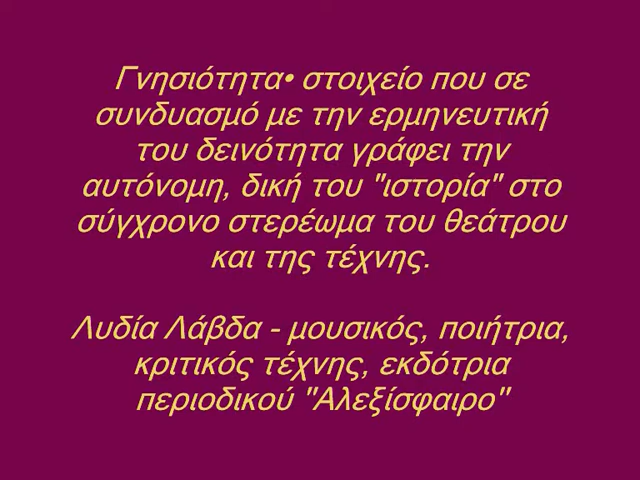 Γνησιότητα• στοιχείο που σε
συνδυασμό με την ερμηνευτική
του δεινότητα γράφει την
αυτόνομη, δική του "ιστορία" στο
σύγχρονο στερέωμα του θεάτρου
και της τέχνης.
Λυδία Λάβδα - μουσικός, ποιήτρια,
κριτικός τέχνης, εκδότρια
περιοδικού "Αλεξίσφαιρο"